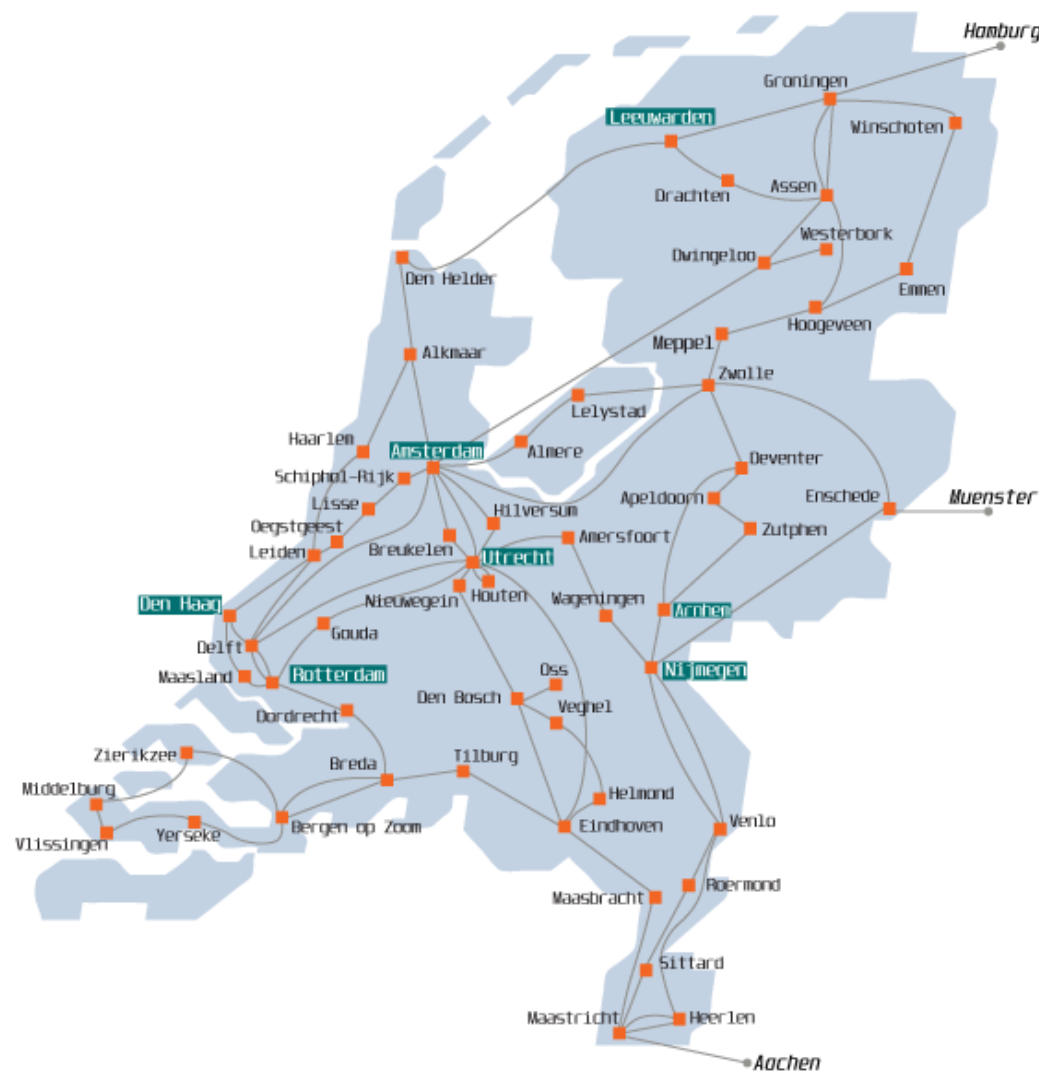 Hamburg
Groningen
Leeuwarden
Winschoten
Drachten
Assen
Westerbork
Dwingeloo
Den Helder
Emmen
Hoogeveen
Meppel
Alkmaar
Zwolle
Lelystad
Haarlem
Amsterdam
Almere
Deventer
Schiphol-Rijk
Apeldoorn
Enschede
Muenster
Lisse
Hilversum
Oegstgeest
Zutphen
Leiden
Breukelen
Utrecht
Amersfoort
Nieuwegein
Houten
Wageningen
Den Haag
Arnhem
Gouda
Delft
Oss
Maasland
Rotterdam
Nijmegen
Den Bosch
Veghel
Dordrecht
Zierikzee
Breda
Tilburg
Middelburg
Helmond
Vlissingen
Yerseke
Bergen op Zoom
Eindhoven
Venlo
Roermond
Maasbracht
Sittard
Maastricht
Heerlen
Aachen